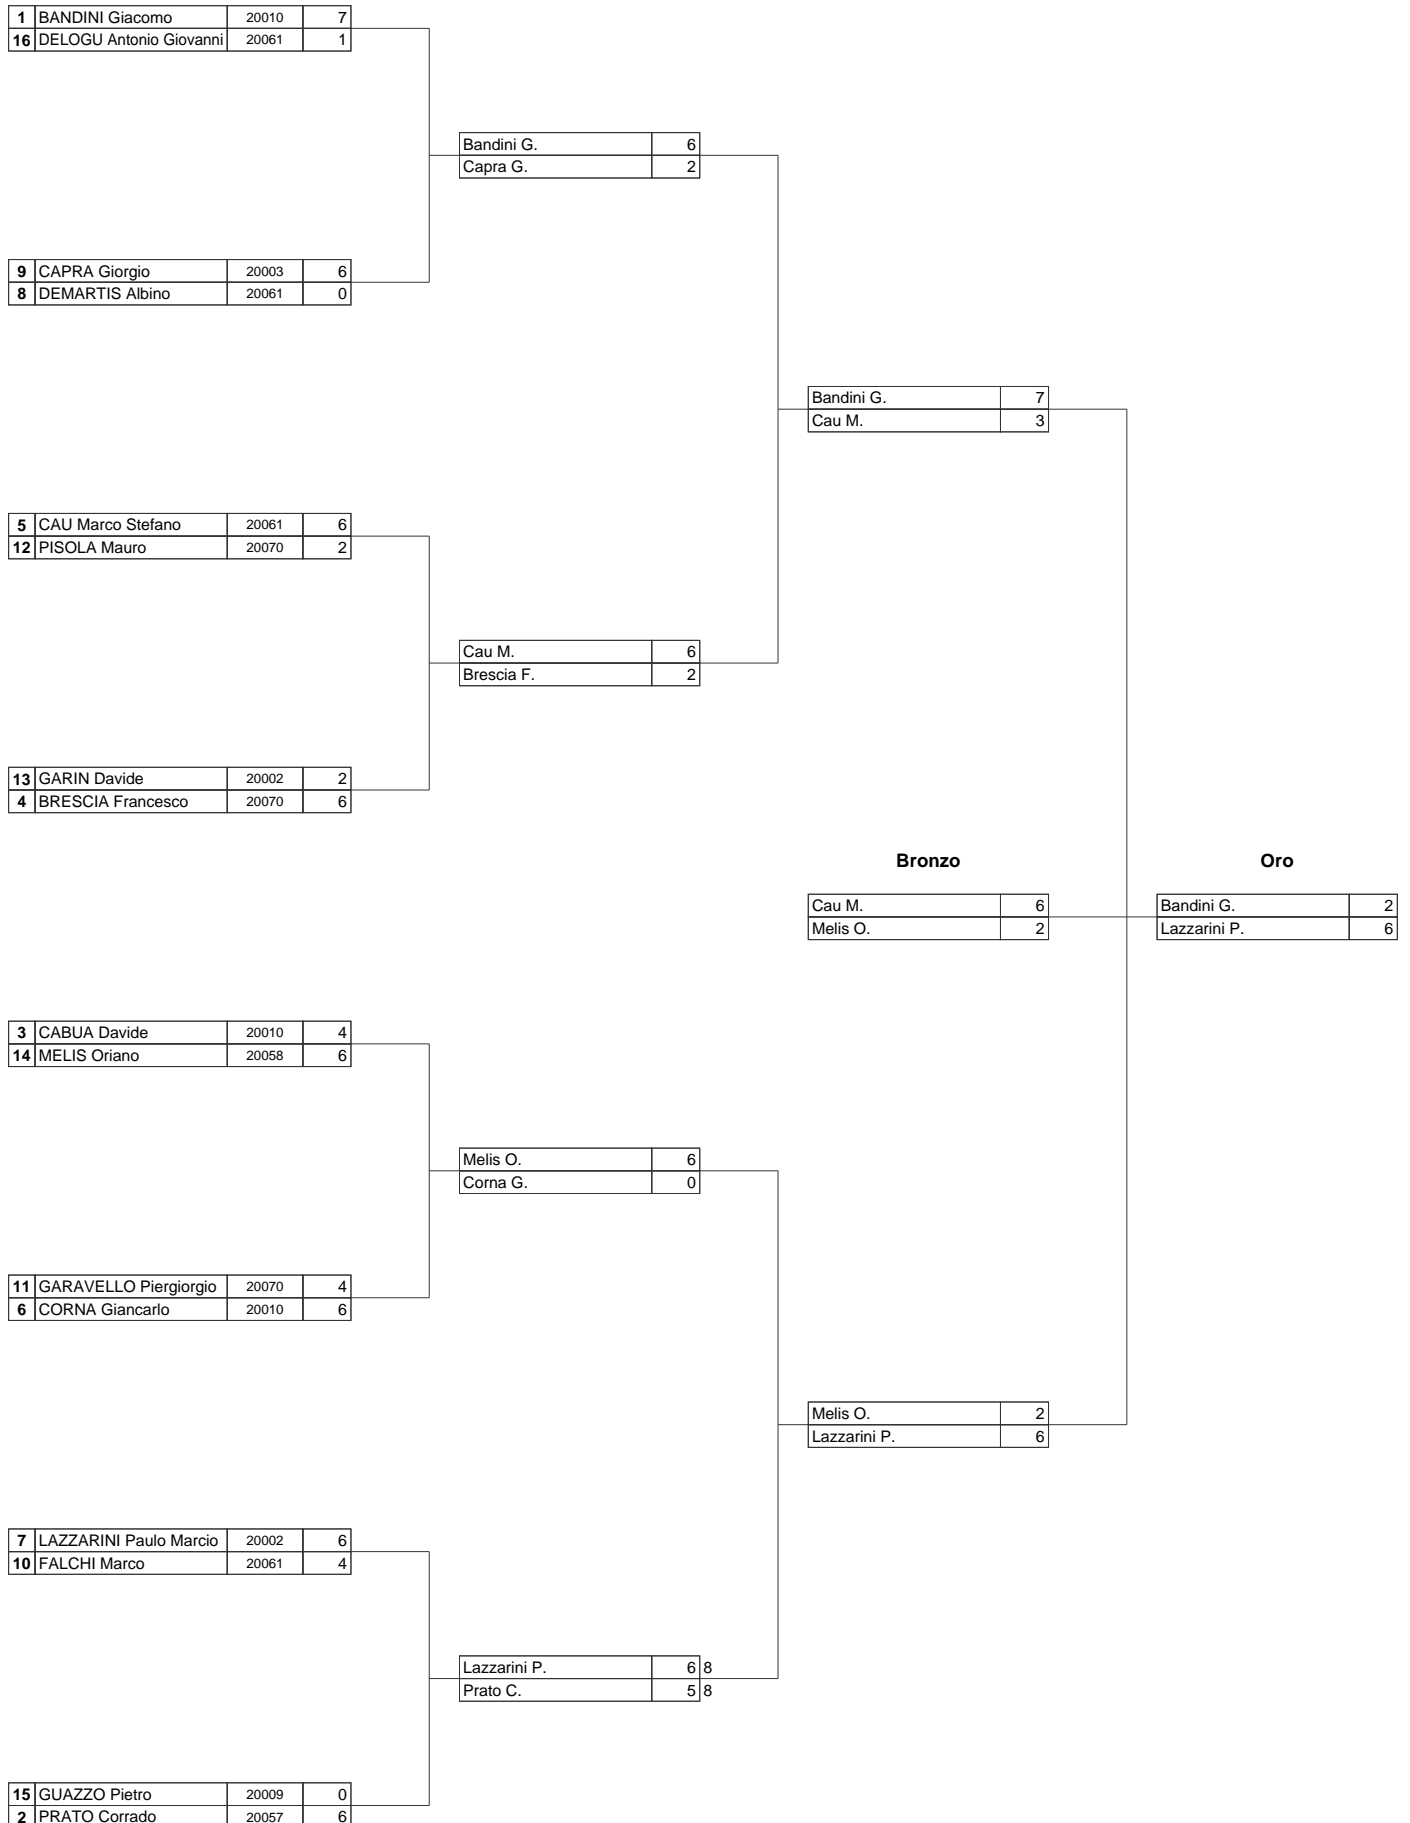 1 BANDINI Giacomo 20010 7
16 DELOGU Antonio Giovanni 20061 1
Bandini G. 6
Capra G. 2
9 CAPRA Giorgio 20003 6
8 DEMARTIS Albino 20061 0
Bandini G. 7
Cau M. 3
5 CAU Marco Stefano 20061 6
12 PISOLA Mauro 20070 2
Cau M. 6
Brescia F. 2
13 GARIN Davide 20002 2
4 BRESCIA Francesco 20070 6
Bronzo Oro
Cau M. 6 Bandini G. 2
Melis O. 2 Lazzarini P. 6
3 CABUA Davide 20010 4
14 MELIS Oriano 20058 6
Melis O. 6
Corna G. 0
11 GARAVELLO Piergiorgio 20070 4
6 CORNA Giancarlo 20010 6
Melis O. 2
Lazzarini P. 6
7 LAZZARINI Paulo Marcio 20002 6
10 FALCHI Marco 20061 4
Lazzarini P. 6 8
Prato C. 5 8
15 GUAZZO Pietro 20009 0
2 PRATO Corrado 20057 6